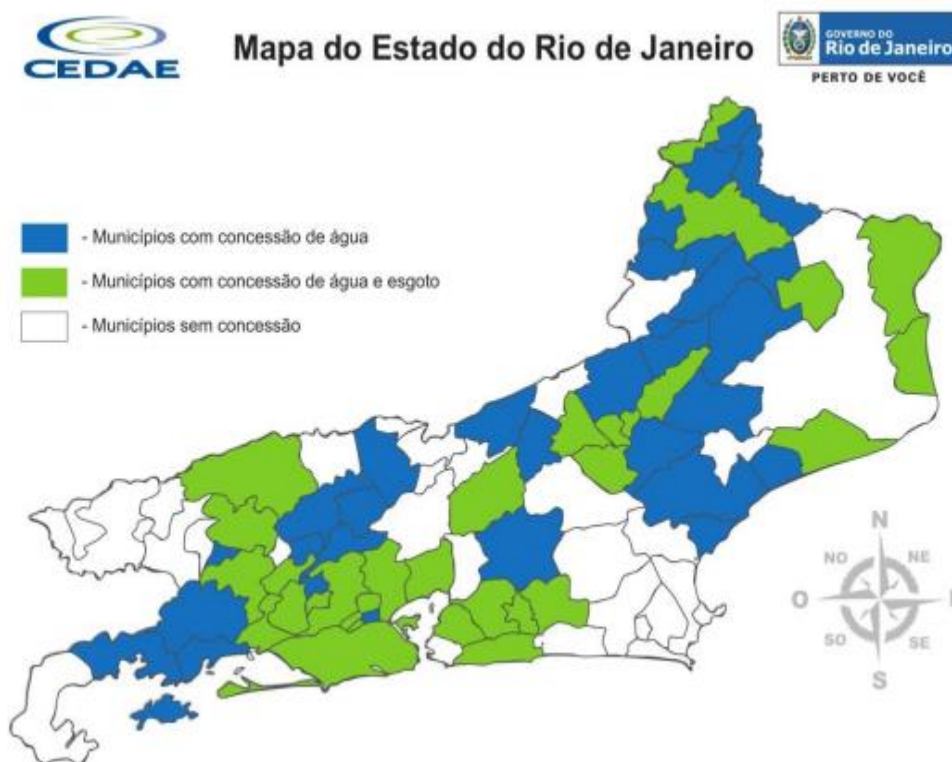 CEDAE
Mapa do Estado do Rio de Janeiro
GOVERNO DO
Rio de Janeiro
PERTO DE VOCÊ
- Municípios com concessão de água
- Municípios com concessão de água e esgoto
- Municípios sem concessão
N
NO
NE
O
SO
SE
S